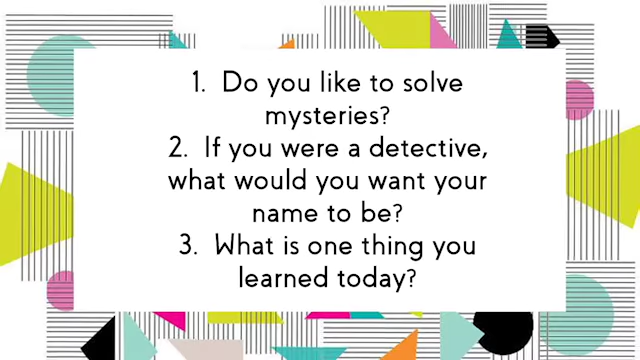 1. Do you like to solve
mysteries?
2. If you were a detective,
what would you want your
name to be?
3. What is one thing you
learned today?